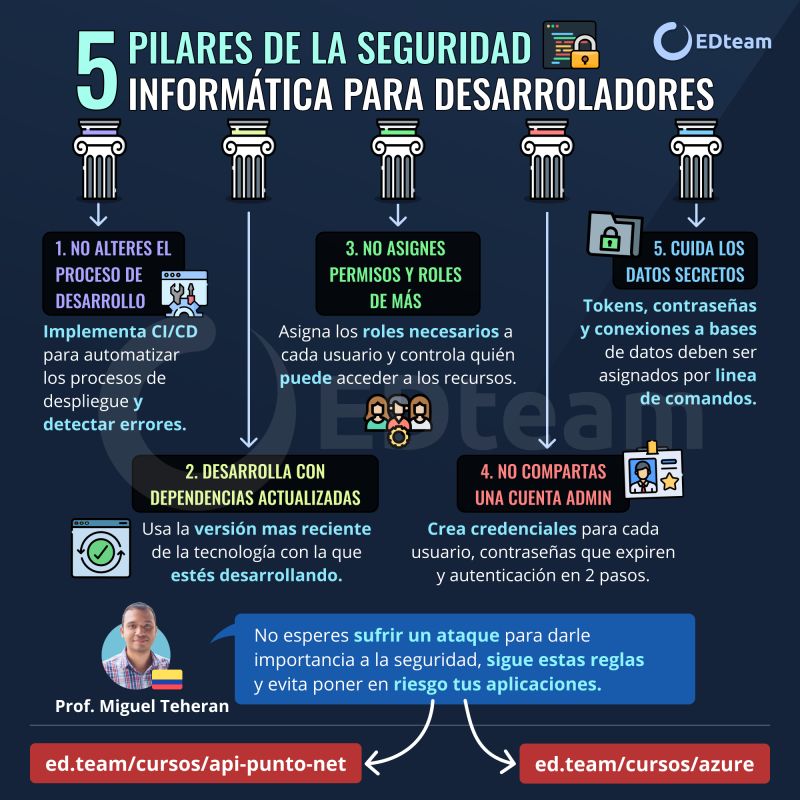 5 PILARES DE LA SEGURIDAD
INFORMÁTICA PARA DESARROLADORES
EDteam
1. NO ALTERES EL
PROCESO DE
DESARROLLO
Implementa CI/CD
para automatizar
los procesos de
despliegue y
detectar errores.
2. DESARROLLA CON
DEPENDENCIAS ACTUALIZADAS
Usa la versión mas reciente
de la tecnología con la que
estés desarrollando.
3. NO ASIGNES
PERMISOS Y ROLES
DE MÁS
Asigna los roles necesarios a
cada usuario y controla quién
puede acceder a los recursos.
4. NO COMPARTAS
UNA CUENTA ADMIN
Crea credenciales para cada
usuario, contraseñas que expiren
y autenticación en 2 pasos.
5. CUIDA LOS
DATOS SECRETOS
Tokens, contraseñas
y conexiones a bases
de datos deben ser
asignados por linea
de comandos.
EDteam
No esperes sufrir un ataque para darle
importancia a la seguridad, sigue estas reglas
y evita poner en riesgo tus aplicaciones.
Prof. Miguel Teheran
ed.team/cursos/api-punto-net
ed.team/cursos/azure